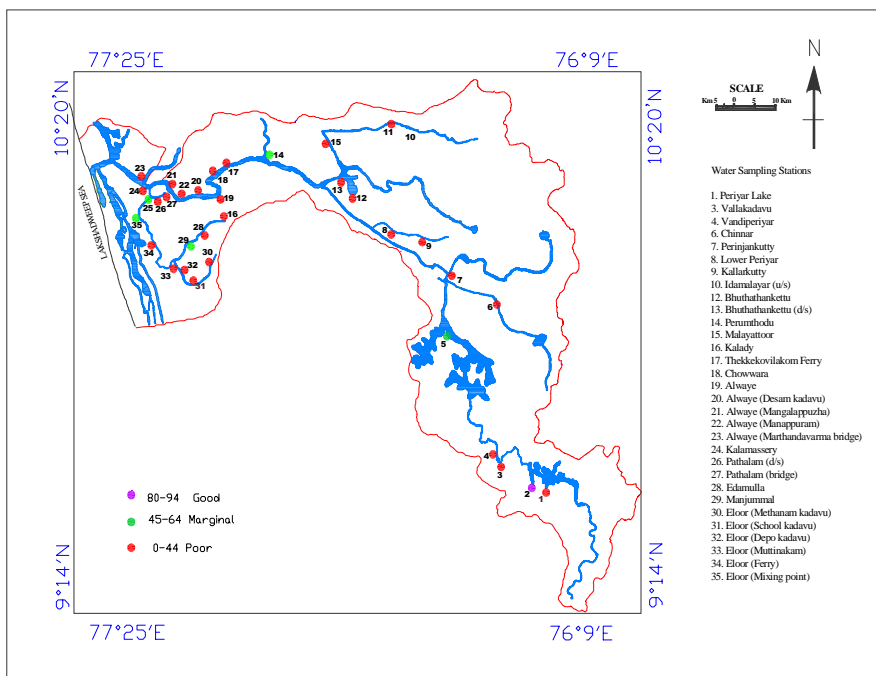 77°25'E
76°9'E
N
10°20'N
10°20'N
SCALE
Km 5 0 5 10 Km
11
10
15
14
23
21
17
22
20
18
13
24
12
25
26
27
19
16
35
28
8
9
29
34
30
33
32
7
31
6
5
LAKSHADWEEP SEA
4
3
2
1
80-94 Good
45-64 Marginal
0-44 Poor
9°14'N
9°14'N
77°25'E
76°9'E
Water Sampling Stations
1. Periyar Lake
3. Vallakadavu
4. Vandiperiyar
6. Chinnar
7. Perinjankutty
8. Lower Periyar
9. Kallarkutty
10. Idamalayar (u/s)
12. Bhuthathankettu
13. Bhuthathankettu (d/s)
14. Perumthodu
15. Malayattoor
16. Kalady
17. Thekkekovilakom Ferry
18. Chowwara
19. Alwaye
20. Alwaye (Desam kadavu)
21. Alwaye (Mangalappuzha)
22. Alwaye (Manappuram)
23. Alwaye (Marthandavarma bridge)
24. Kalamassery
26. Pathalam (d/s)
27. Pathalam (bridge)
28. Edamulla
29. Manjummal
30. Eloor (Methanam kadavu)
31. Eloor (School kadavu)
32. Eloor (Depo kadavu)
33. Eloor (Muttinakam)
34. Eloor (Ferry)
35. Eloor (Mixing point)